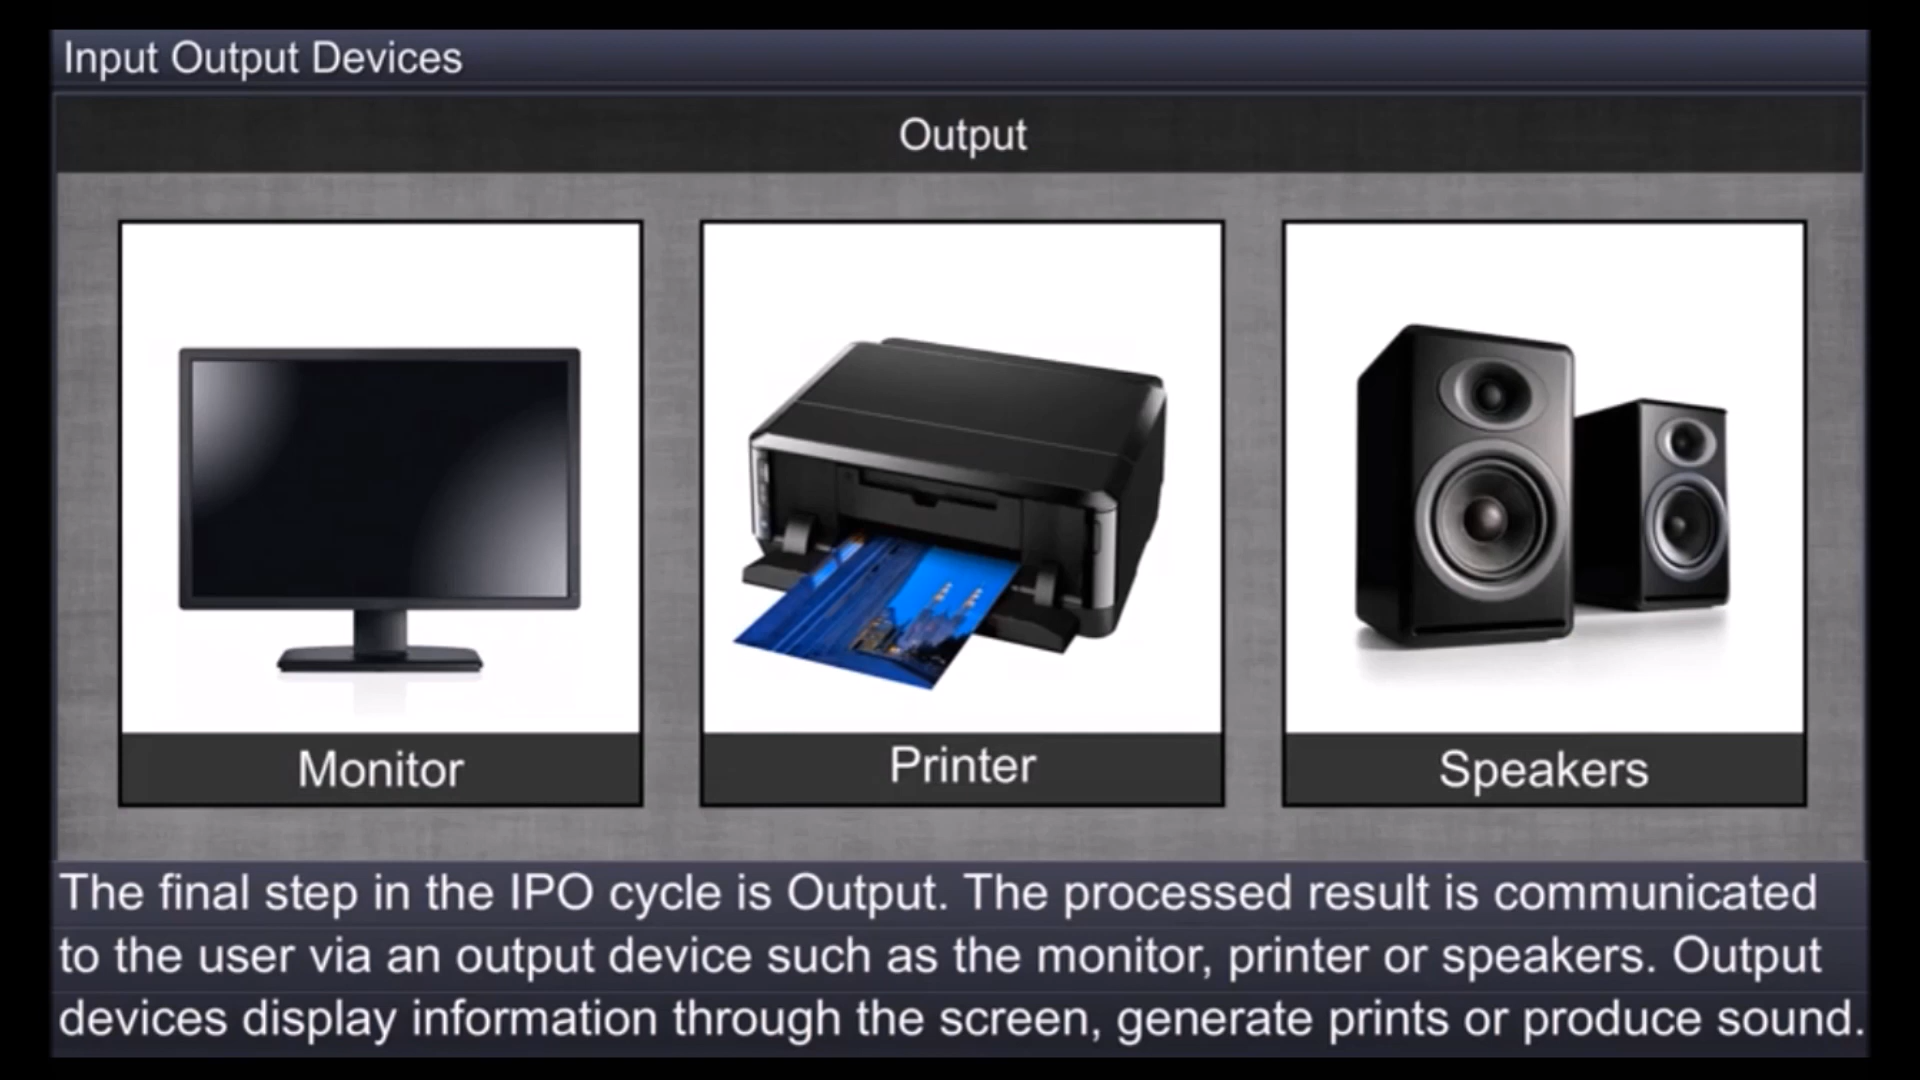 Input Output Devices
Output
Monitor
Printer
Speakers
The final step in the IPO cycle is Output. The processed result is communicated
to the user via an output device such as the monitor, printer or speakers. Output
devices display information through the screen, generate prints or produce sound.